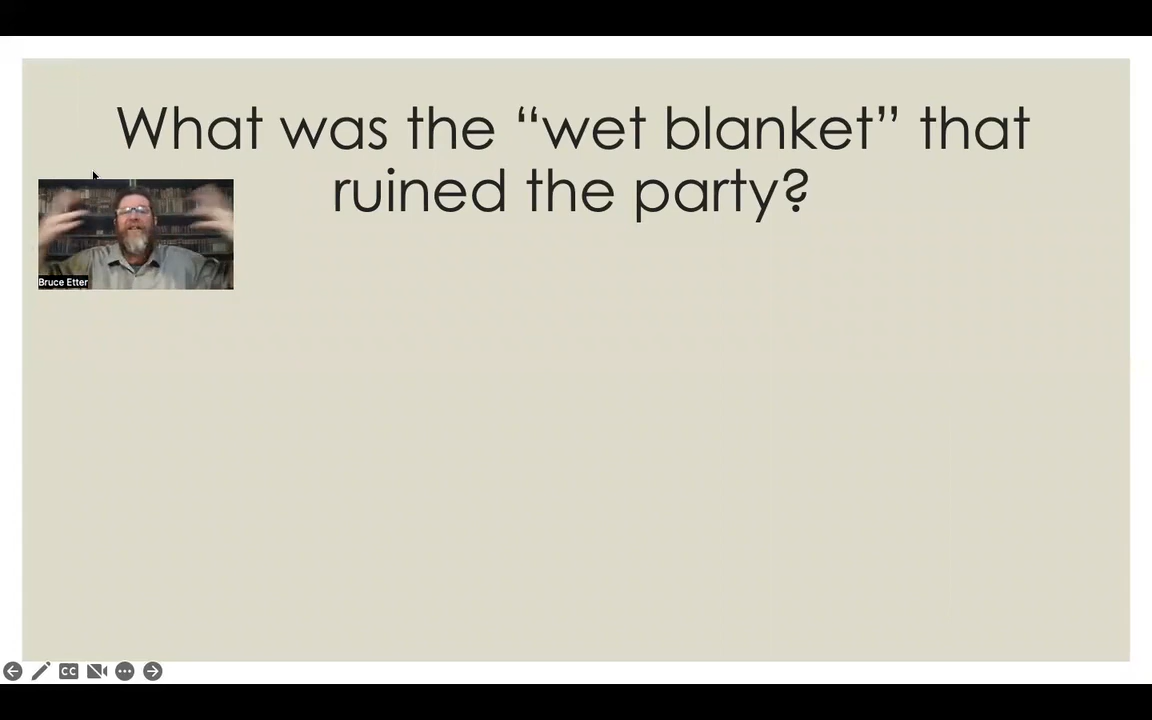 What was the “wet blanket” that
ruined the party?
Bruce Etter
CC